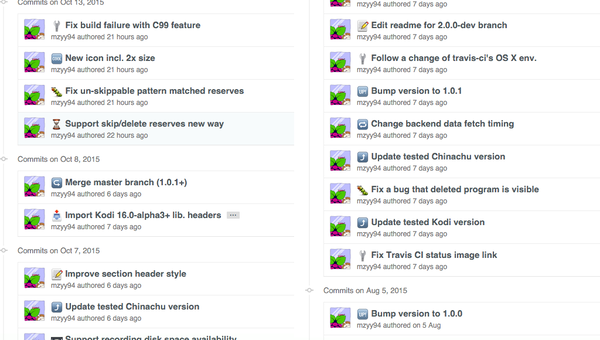 Commits on Oct 13, 2015
Fix build failure with C99 feature
mzyy94 authored 21 hours ago
New icon incl. 2x size
mzyy94 authored 21 hours ago
Fix un-skippable pattern matched reserves
mzyy94 authored 21 hours ago
Support skip/delete reserves new way
mzyy94 authored 22 hours ago
Commits on Oct 8, 2015
Merge master branch (1.0.1+)
mzyy94 authored 6 days ago
Import Kodi 16.0-alpha3+ lib. headers ...
mzyy94 authored 7 days ago
Commits on Oct 7, 2015
Improve section header style
mzyy94 authored 6 days ago
Update tested Chinachu version
mzyy94 authored 6 days ago
Support recording disk space availability
mzyy94 authored 7 days ago
Edit readme for 2.0.0-dev branch
mzyy94 authored 7 days ago
Follow a change of travis-ci's OS X env.
mzyy94 authored 7 days ago
Bump version to 1.0.1
mzyy94 authored 7 days ago
Change backend data fetch timing
mzyy94 authored 7 days ago
Update tested Chinachu version
mzyy94 authored 7 days ago
Fix a bug that deleted program is visible
mzyy94 authored 7 days ago
Update tested Kodi version
mzyy94 authored 7 days ago
Fix Travis CI status image link
mzyy94 authored 7 days ago
Commits on Aug 5, 2015
Bump version to 1.0.0
mzyy94 authored on 5 Aug